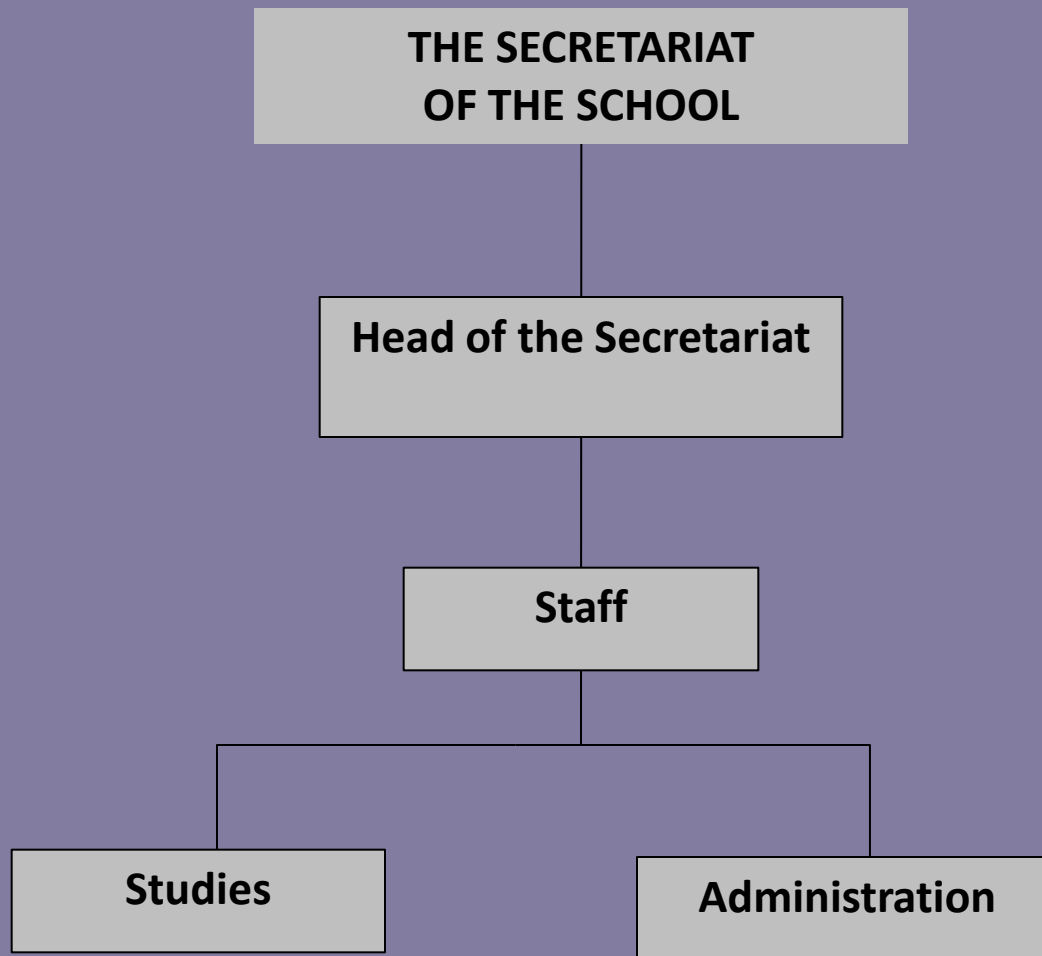 THE SECRETARIAT
OF THE SCHOOL
Head of the Secretariat
Staff
Studies
Administration